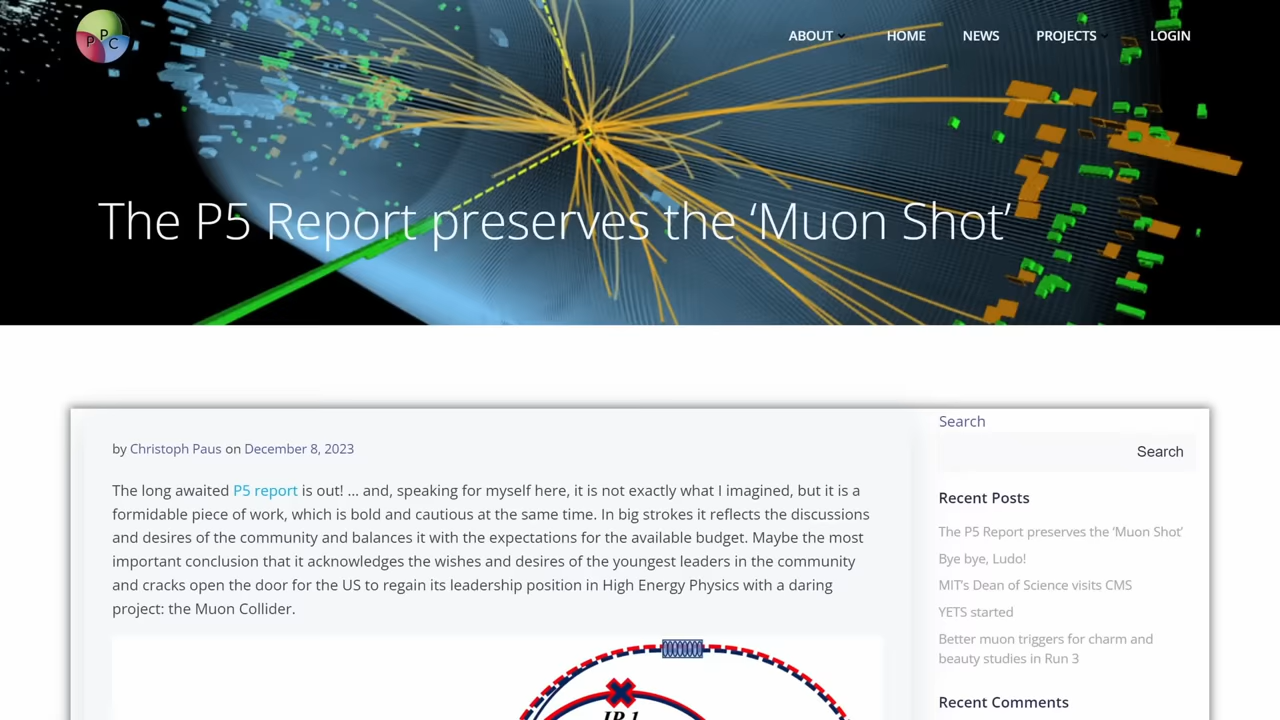 P P C
ABOUT HOME NEWS PROJECTS LOGIN
The P5 Report preserves the ‘Muon Shot’
by Christoph Paus on December 8, 2023
The long awaited P5 report is out! … and, speaking for myself here, it is not exactly what I imagined, but it is a
formidable piece of work, which is bold and cautious at the same time. In big strokes it reflects the discussions
and desires of the community and balances it with the expectations for the available budget. Maybe the most
important conclusion that it acknowledges the wishes and desires of the youngest leaders in the community
and cracks open the door for the US to regain its leadership position in High Energy Physics with a daring
project: the Muon Collider.
IP 1
Search
Search
Recent Posts
The P5 Report preserves the ‘Muon Shot’
Bye bye, Ludo!
MIT’s Dean of Science visits CMS
YETS started
Better muon triggers for charm and
beauty studies in Run 3
Recent Comments